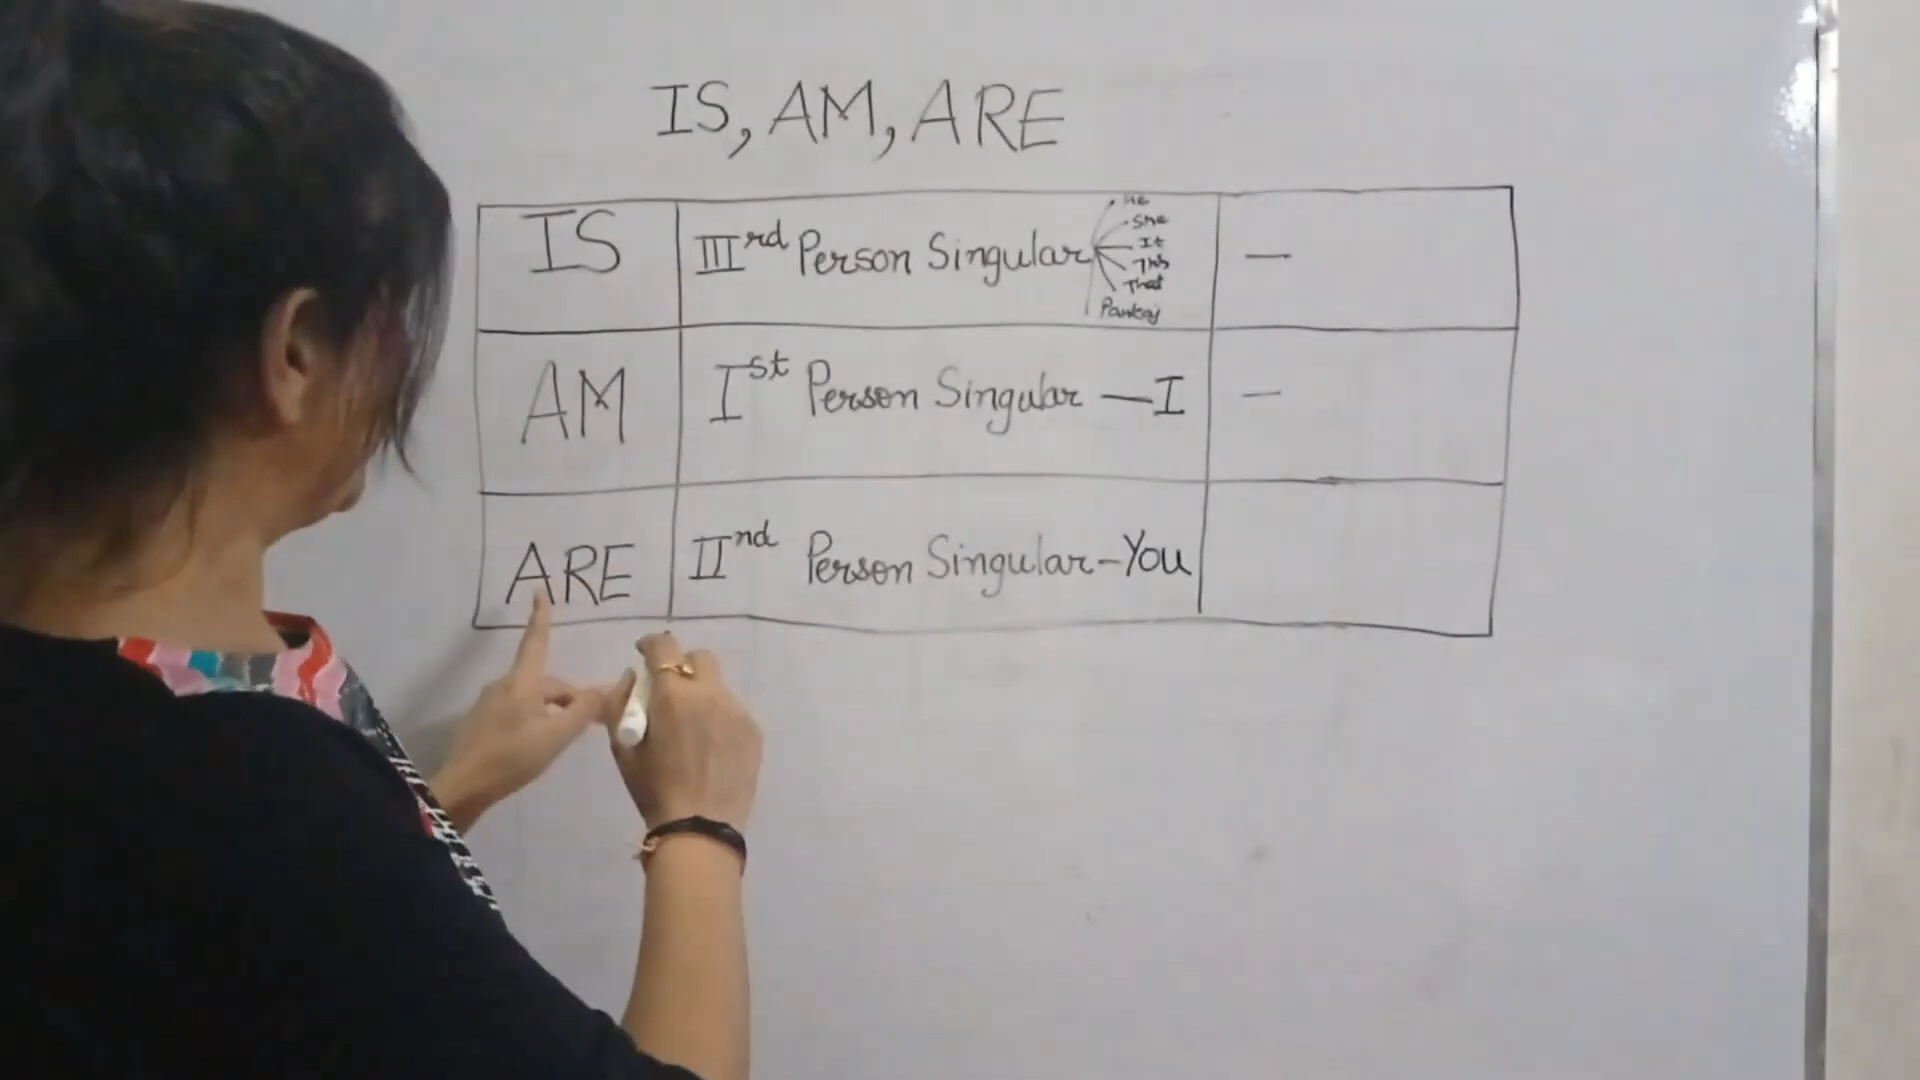 IS, AM, ARE
IS IIIrd Person Singular He —
She
It
This
That
Pankaj
AM Ist Person Singular — I —
ARE IInd Person Singular - You